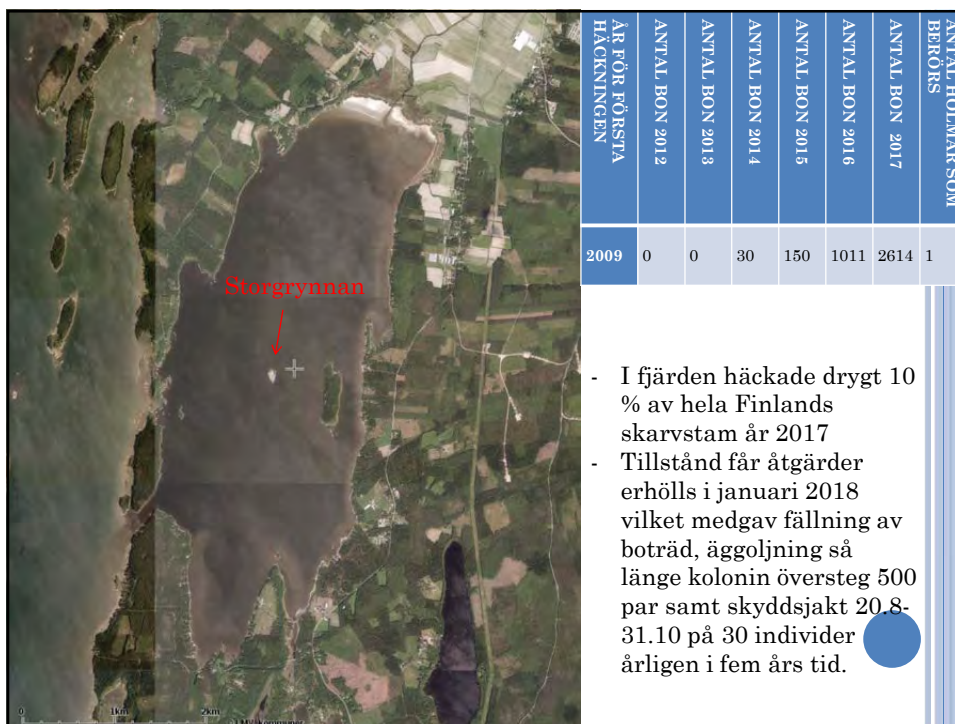 Storgrynnan
1km
2km
ÅR FÖR FÖRSTA
HÄCKNINGEN
ANTAL BON 2012
ANTAL BON 2013
ANTAL BON 2014
ANTAL BON 2015
ANTAL BON 2016
ANTAL BON 2017
ANTAL HOLMAR SOM
BERÖRS
2009 0 0 30 150 1011 2614 1
- I fjärden häckade drygt 10
% av hela Finlands
skarvstam år 2017
- Tillstånd får åtgärder
erhölls i januari 2018
vilket medgav fällning av
boträd, äggoljning så
länge kolonin översteg 500
par samt skyddsjakt 20.8-
31.10 på 30 individer
årligen i fem års tid.